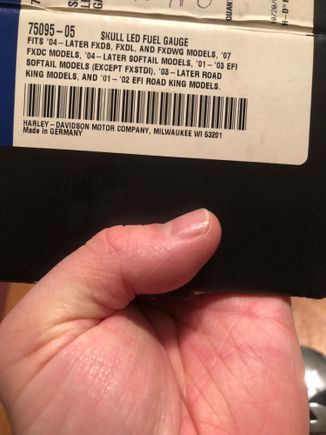 75095-05 SKULL LED FUEL GAUGE
FITS '04-LATER FXDB, FXDL, AND FXDWG MODELS, '07
FXDC MODELS, '04-LATER SOFTAIL MODELS, '01-'03 EFI
SOFTAIL MODELS (EXCEPT FXSTDI), '03-LATER ROAD
KING MODELS, AND '01-'02 EFI ROAD KING MODELS.
HARLEY-DAVIDSON MOTOR COMPANY, MILWAUKEE WI 53201
Made in GERMANY